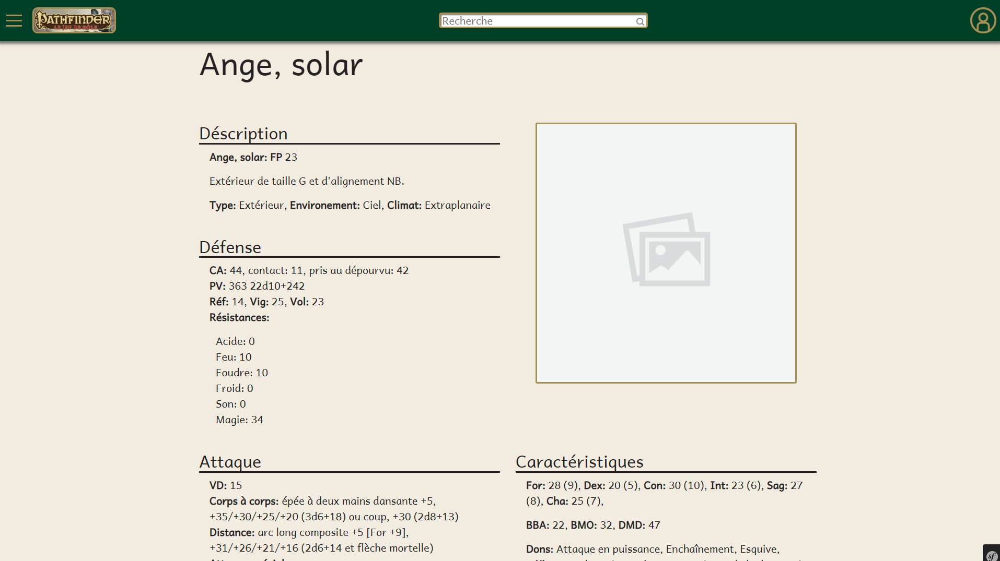 PATHFINDER
LE JEU DE RÔLE
Recherche
Ange, solar
Déscription
Ange, solar: FP 23
Extérieur de taille G et d'alignement NB.
Type: Extérieur, Environement: Ciel, Climat: Extraplanaire
Défense
CA: 44, contact: 11, pris au dépourvu: 42
PV: 363 22d10+242
Réf: 14, Vig: 25, Vol: 23
Résistances:
Acide: 0
Feu: 10
Foudre: 10
Froid: 0
Son: 0
Magie: 34
Attaque
VD: 15
Corps à corps: épée à deux mains dansante +5,
+35/+30/+25/+20 (3d6+18) ou coup, +30 (2d8+13)
Distance: arc long composite +5 [For +9],
+31/+26/+21/+16 (2d6+14 et flèche mortelle)
Caractéristiques
For: 28 (9), Dex: 20 (5), Con: 30 (10), Int: 23 (6), Sag: 27
(8), Cha: 25 (7),
BBA: 22, BMO: 32, DMD: 47
Dons: Attaque en puissance, Enchaînement, Esquive,
sf